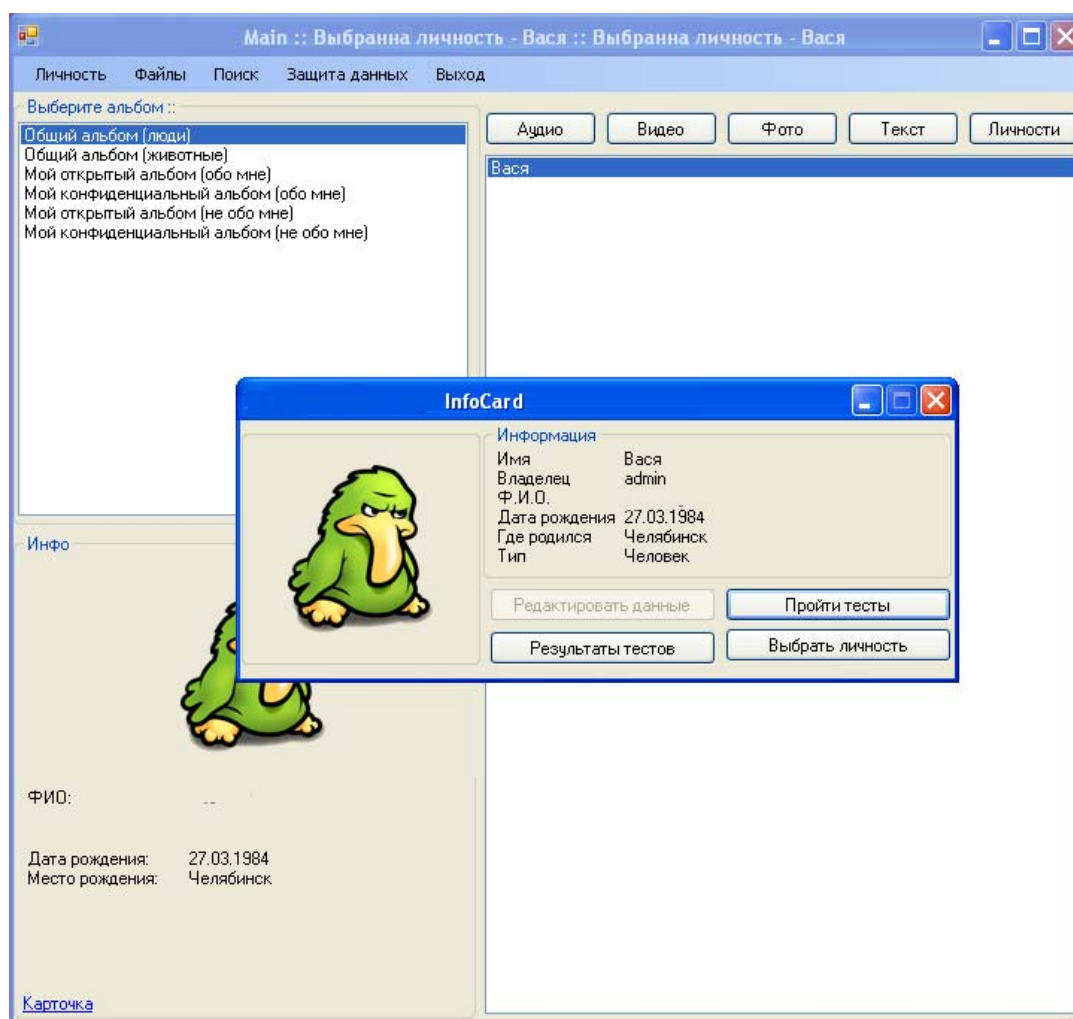 Main :: Выбранна личность - Вася :: Выбранна личность - Вася
Личность Файлы Поиск Защита данных Выход
Выберите альбом ::
Общий альбом (люди)
Общий альбом (животные)
Мой открытый альбом (обо мне)
Мой конфиденциальный альбом (обо мне)
Мой открытый альбом (не обо мне)
Мой конфиденциальный альбом (не обо мне)
Аудио Видео Фото Текст Личности
Вася
InfoCard
Информация
Имя Вася
Владелец admin
Ф.И.О.
Дата рождения 27.03.1984
Где родился Челябинск
Тип Человек
Редактировать данные Пройти тесты
Результаты тестов Выбрать личность
Инфо
ФИО:
Дата рождения: 27.03.1984
Место рождения: Челябинск
Карточка